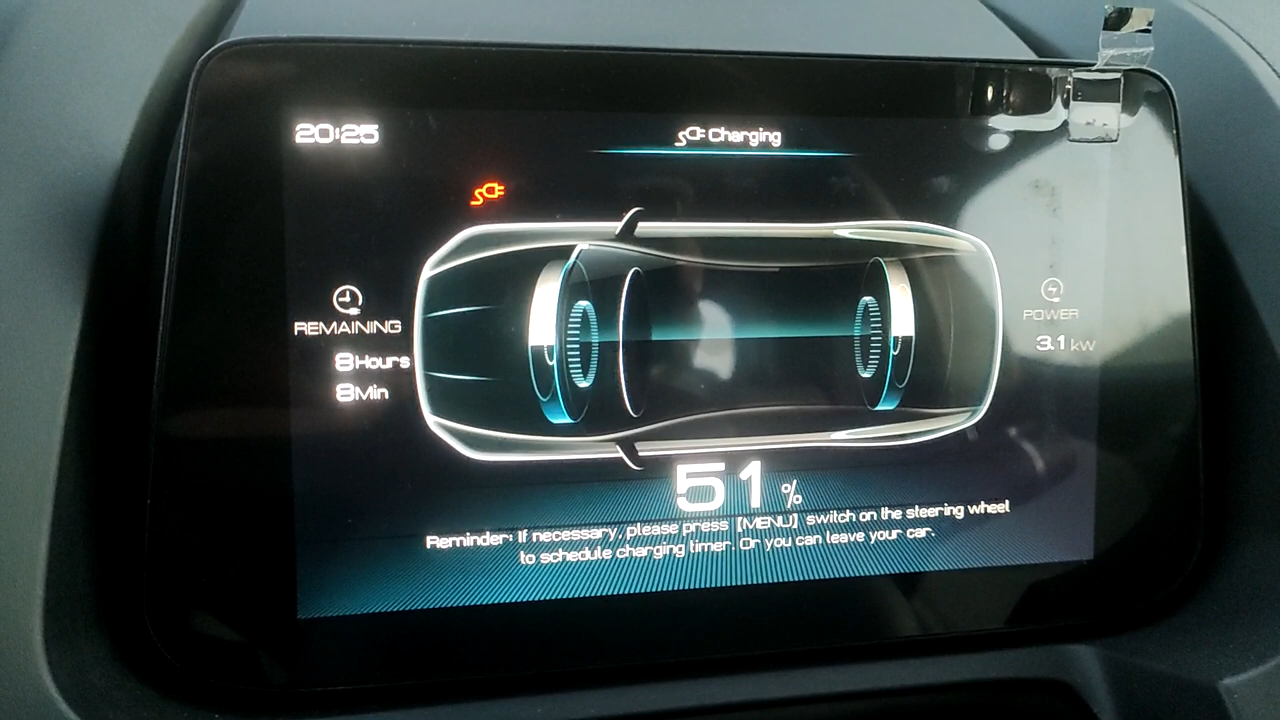 20:25
Charging
REMAINING
8Hours
8Min
POWER
3.1 kw
51 %
Reminder: If necessary, please press 【MENU】 switch on the steering wheel
to schedule charging timer. Or you can leave your car.